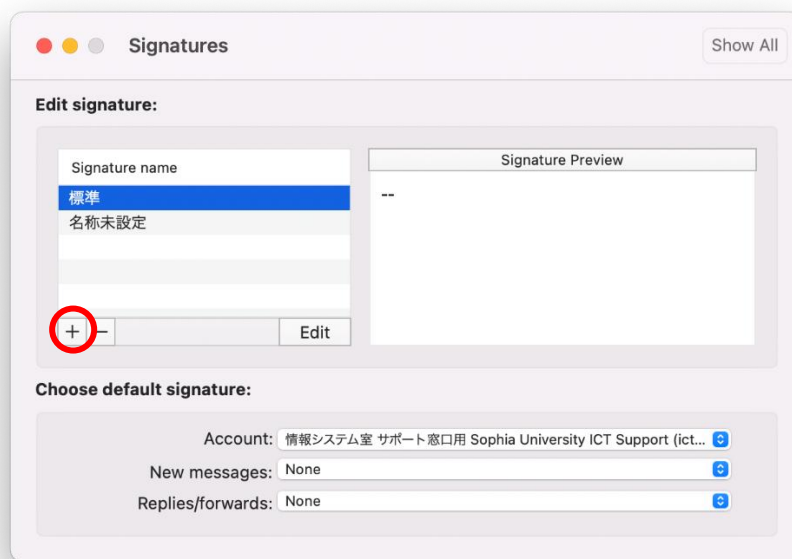 Signatures
Show All
Edit signature:
Signature name
標準
名称未設定
+ −
Edit
Signature Preview
--
Choose default signature:
Account: 情報システム室 サポート窓口用 Sophia University ICT Support (ict...
New messages: None
Replies/forwards: None